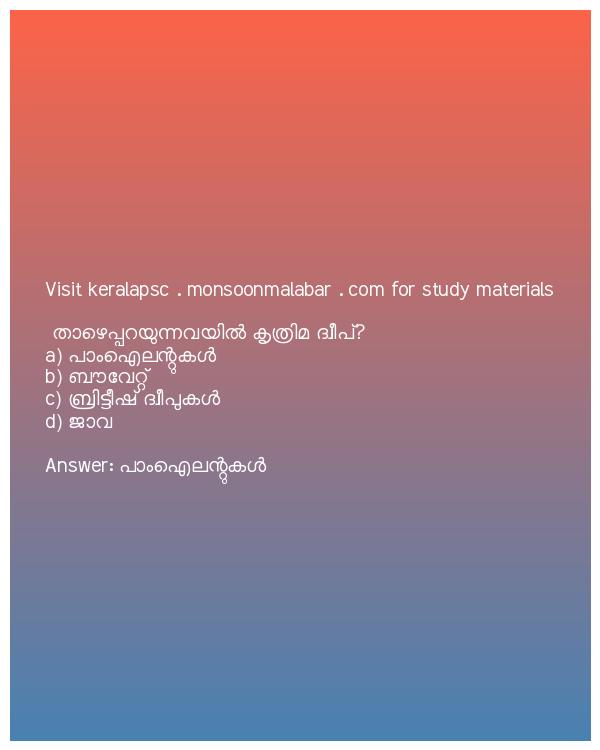 Visit keralapsc . monsoonmalabar . com for study materials
താഴെപ്പറയുന്നവയിൽ കൃത്രിമ ദ്വീപ്?
a) പാംഐലന്റുകൾ
b) ബൗവേറ്റ്
c) ബ്രിട്ടീഷ് ദ്വീപുകൾ
d) ജാവ
Answer: പാംഐലന്റുകൾ